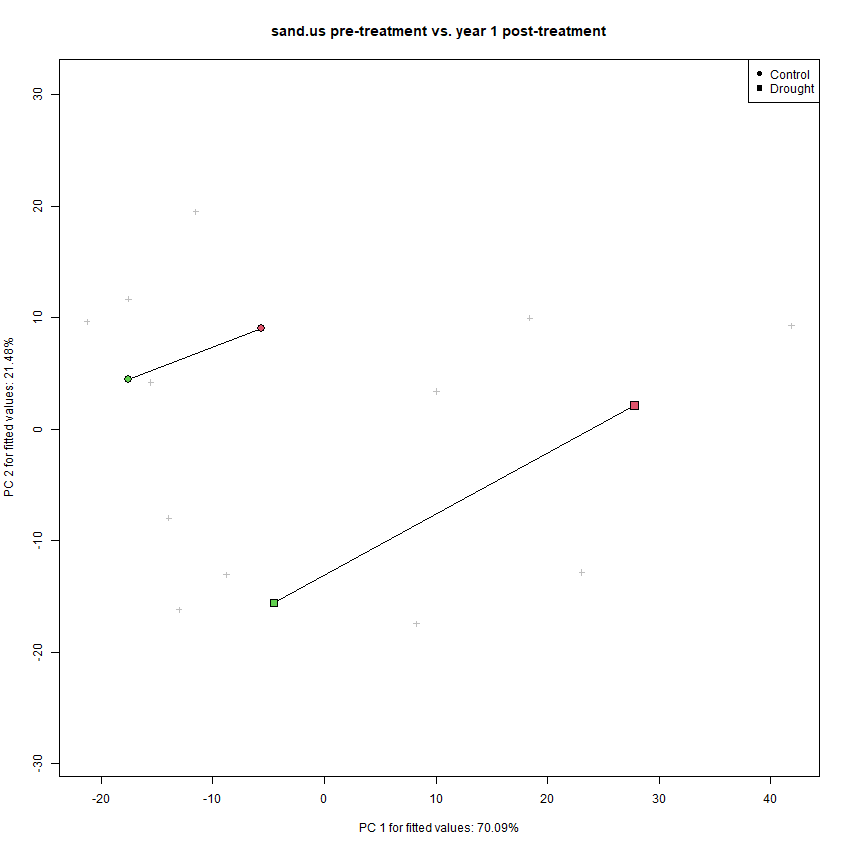 sand.us pre-treatment vs. year 1 post-treatment
Control
Drought
30
20
10
0
-10
-20
-30
PC 2 for fitted values: 21.48%
-20
-10
0
10
20
30
40
PC 1 for fitted values: 70.09%